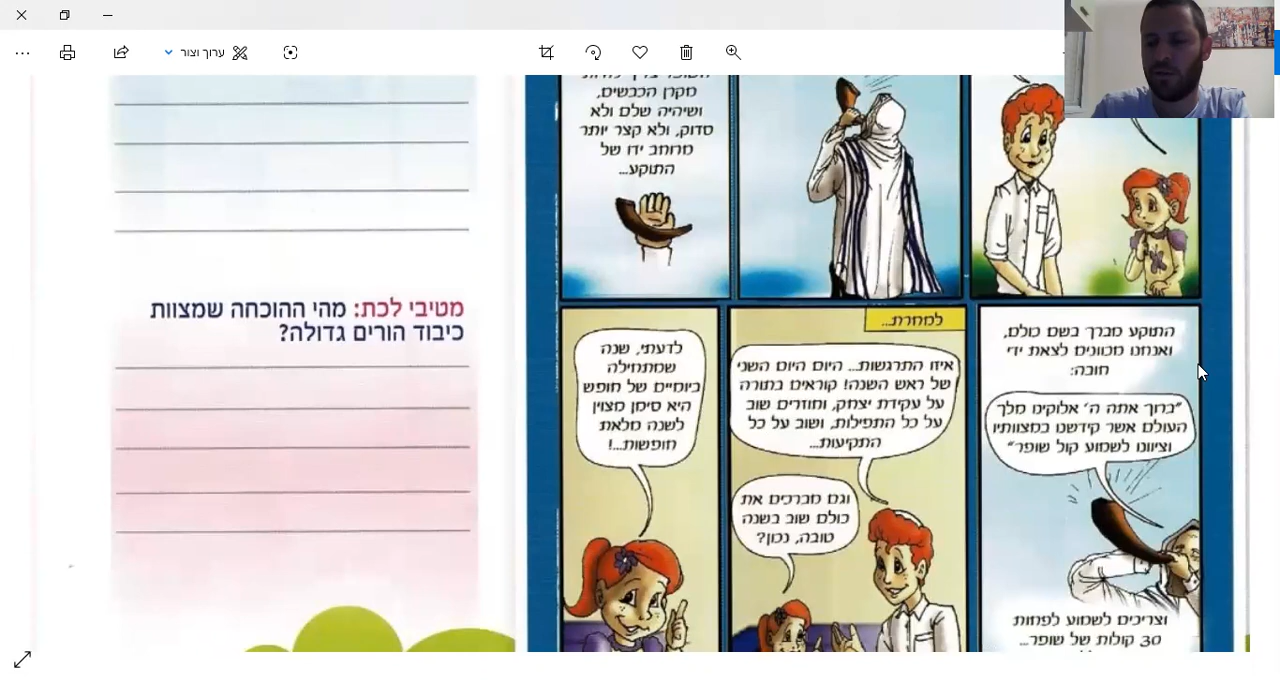 ערוך וצור
מקרן הכבשים,
ושיהיה שלם ולא
סדוק, ולא קצר יותר
מרוחב ידו של
התוקע...
התוקע מברך בשם כולם,
ואנחנו מכוונים לצאת ידי
חובה:
"ברוך אתה ה' אלוקינו מלך
העולם אשר קידשנו במצוותיו
וציוונו לשמוע קול שופר"
וצריכים לשמוע לפחות
30 קולות של שופר...
למחרת...
איזו התרגשות... היום היום השני
של ראש השנה! קוראים בתורה
על עקידת יצחק, וחוזרים שוב
על כל התפילות, ושוב על כל
התקיעות...
וגם מברכים את
כולם שוב בשנה
טובה, נכון?
לדעתי, שנה
שמתחילה
ביומיים של חופש
היא סימן מצוין
לשנה מלאת
חופשות...!
מטיבי לכת: מהי ההוכחה שמצוות
כיבוד הורים גדולה?